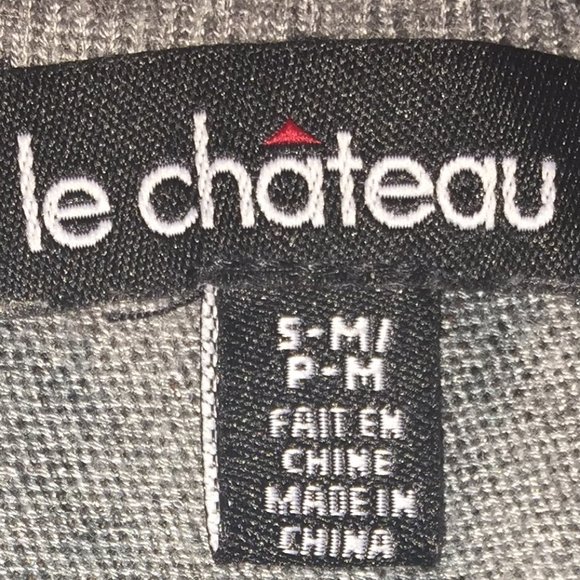 le château
S-M/
P-M
FAIT EN
CHINE
MADE IN
CHINA